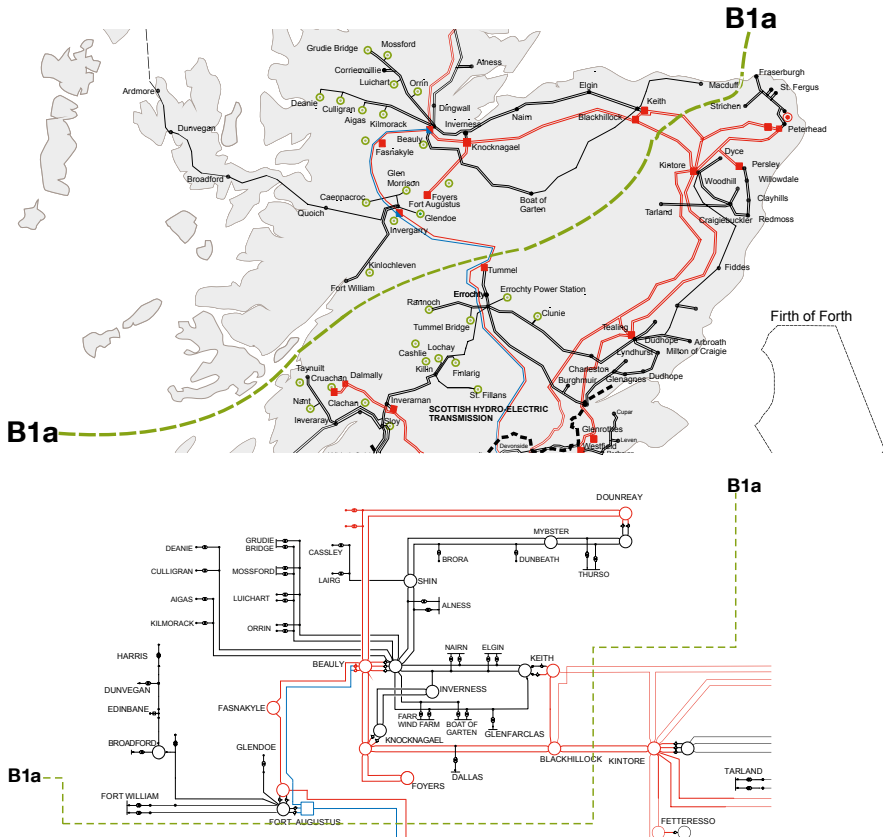 B1a
Mossford
Grudie Bridge
Corriemoillie
Luichart
Orrin
Alness
Deanie
Culligran
Aigas
Kilmorack
Dingwall
Inverness
Nairn
Elgin
Keith
Blackhillock
Macduff
Fraserburgh
St. Fergus
Strichen
Peterhead
Ardmore
Dunvegan
Broadford
Quoich
Beauly
Fasnakyle
Knocknagael
Glen
Morrison
Caennacroc
Foyers
Fort Augustus
Glendoe
Invergarry
Boat of
Garten
Kintore
Dyce
Persley
Woodhill
Willowdale
Clayhills
Tarland
Craigiebuckler
Redmoss
Kinlochleven
Fort William
Tummel
Errochty
Errochty Power Station
Rannoch
Clunie
Tummel Bridge
Fiddes
Firth of Forth
Tealing
Arbroath
Dudhope
Milton of Craigie
Lyndhurst
Charleston
Glenagnes
Dudhope
Burghmuir
Lochay
Cashlie
Killin
Finlarig
St. Fillans
Taynuilt
Cruachan
Dalmally
Nant
Clachan
Inverarnan
Inveraray
Sloy
SCOTTISH HYDRO-ELECTRIC
TRANSMISSION
Cupar
Glenrothes
Leven
Westfield
Devonside
B1a
B1a
DOUNREAY
MYBSTER
GRUDIE
BRIDGE
DEANIE
CASSLEY
BRORA
DUNBEATH
THURSO
CULLIGRAN
MOSSFORD
LAIRG
SHIN
AIGAS
LUICHART
ALNESS
KILMORACK
ORRIN
HARRIS
BEAULY
NAIRN
ELGIN
KEITH
DUNVEGAN
INVERNESS
EDINBANE
FASNAKYLE
FARR
WIND FARM
BOAT OF
GARTEN
GLENFARCLAS
BROADFORD
GLENDOE
KNOCKNAGAEL
DALLAS
BLACKHILLOCK
KINTORE
B1a
TARLAND
FOYERS
FORT WILLIAM
FORT AUGUSTUS
FETTERESSO